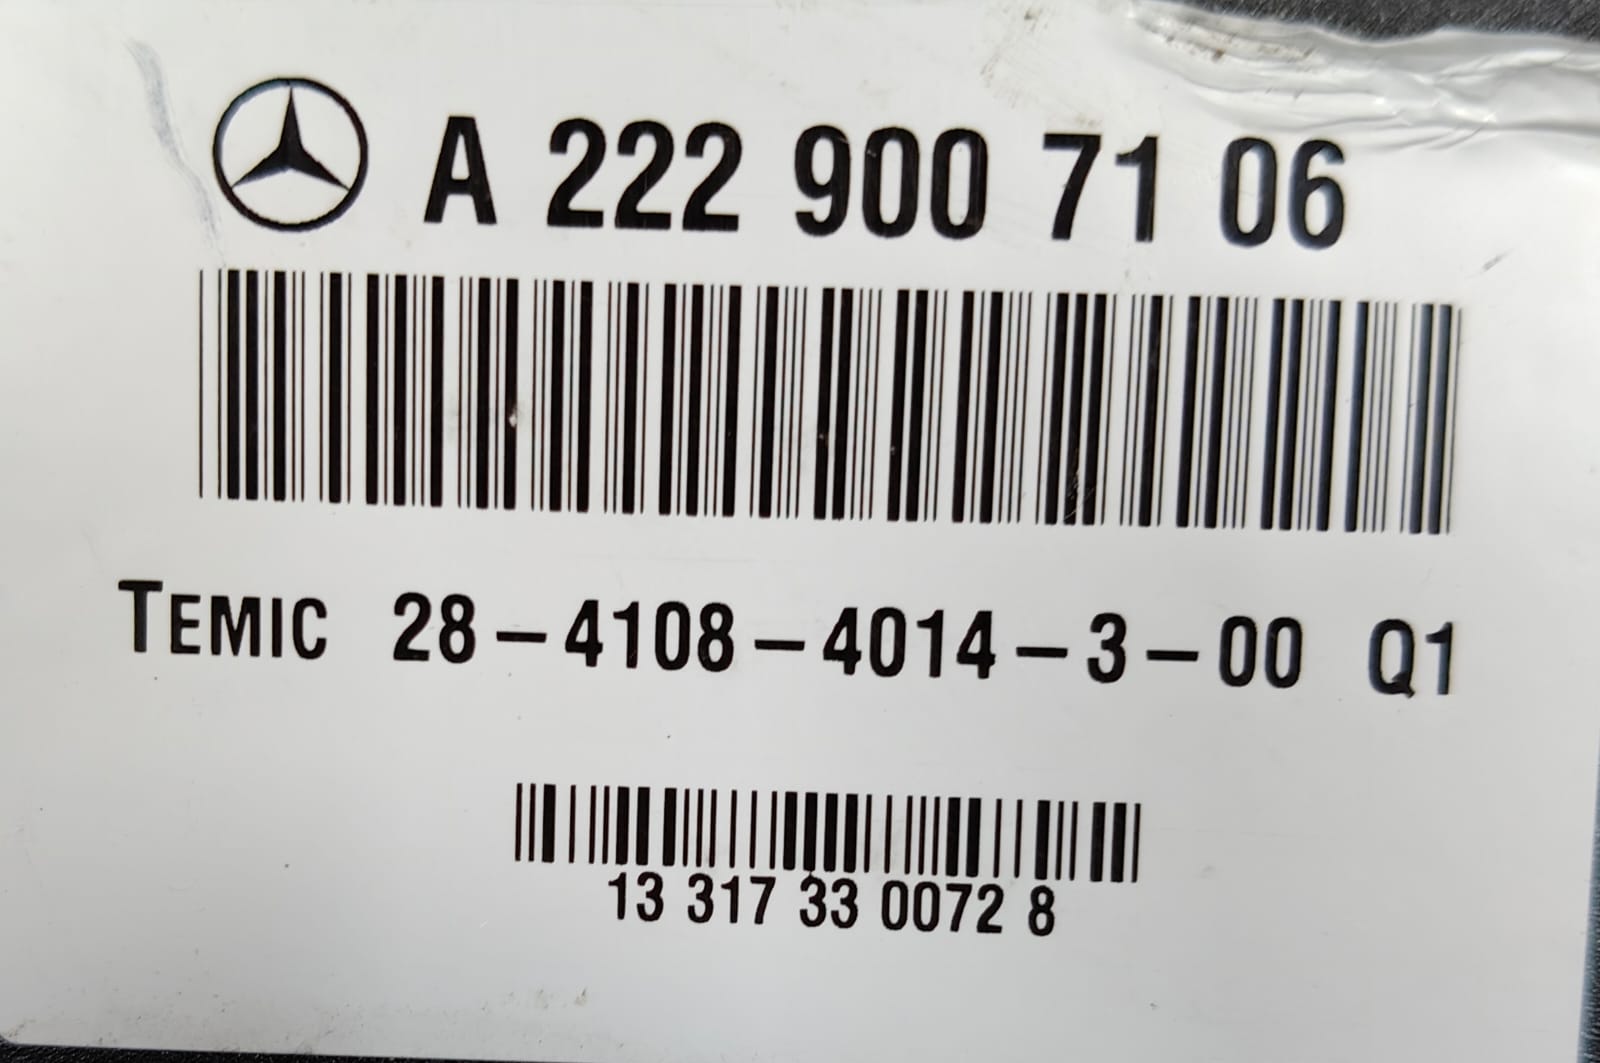 A 222 900 71 06
TEMIC 28-4108-4014-3-00 Q1
13 317 33 0072 8